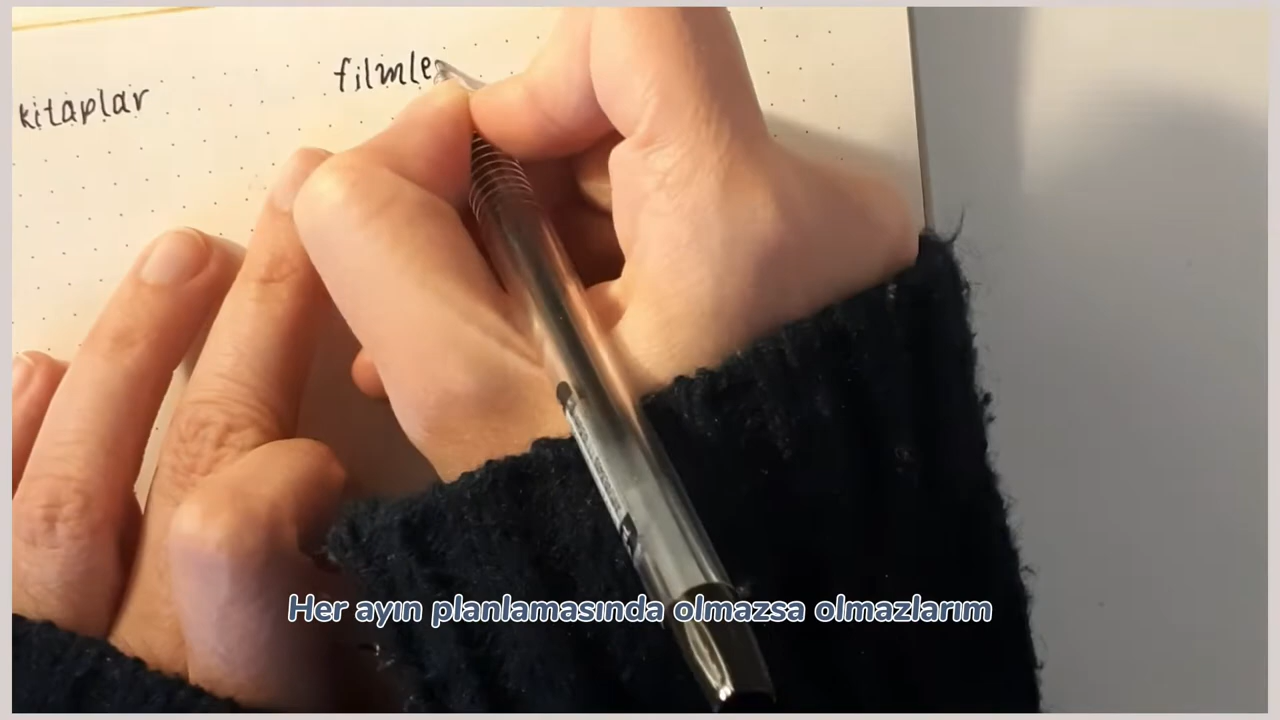 kitaplar
filmle
Her ayın planlamasında olmazsa olmazlarım